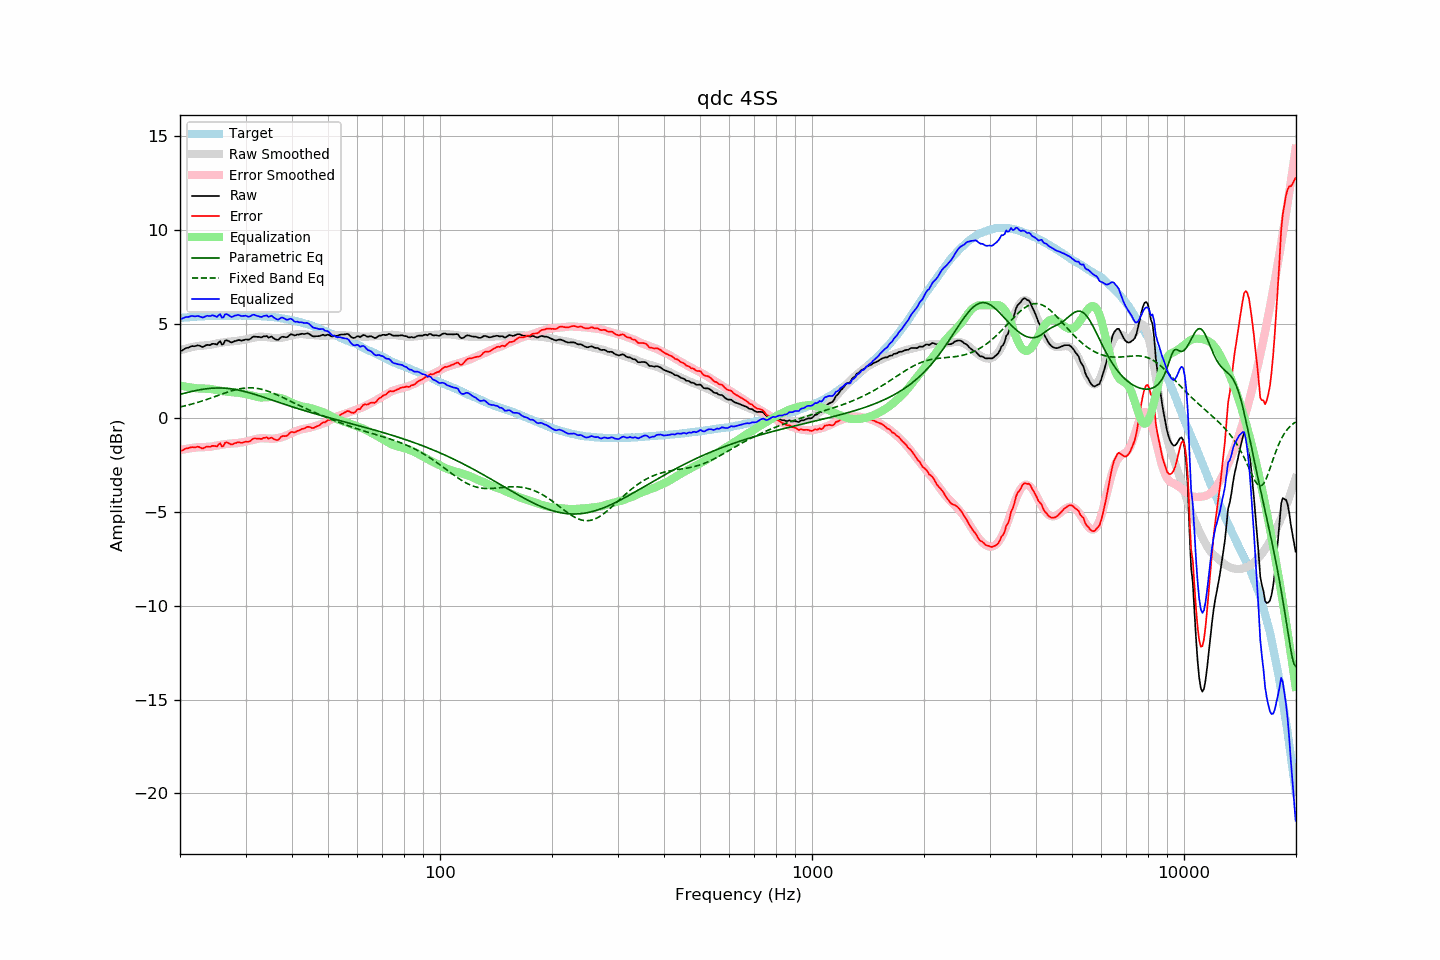 qdc 4SS
Target
Raw Smoothed
Error Smoothed
Raw
Error
Equalization
Parametric Eq
Fixed Band Eq
Equalized
15
10
5
0
−5
−10
−15
−20
Amplitude (dBr)
100
1000
10000
Frequency (Hz)